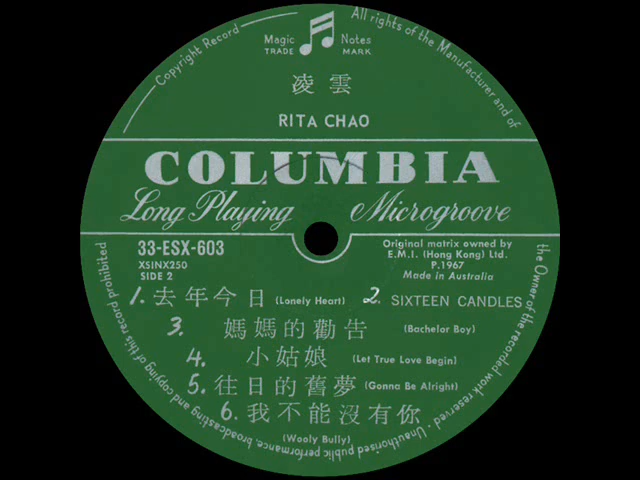 Copyright Record — All rights of the Manufacturer and of the Owner of the recorded work reserved · Unauthorised public performance, broadcasting and copying of this record prohibited
Magic Notes
TRADE MARK
凌雲
RITA CHAO
COLUMBIA
Long Playing Microgroove
33-ESX-603
XSINX250
SIDE 2
Original matrix owned by
E.M.I. (Hong Kong) Ltd.
P.1967
Made in Australia
1. 去年今日 (Lonely Heart) 2. SIXTEEN CANDLES
3. 媽媽的勸告 (Bachelor Boy)
4. 小姑娘 (Let True Love Begin)
5. 往日的舊夢 (Gonna Be Alright)
6. 我不能沒有你
(Wooly Bully)